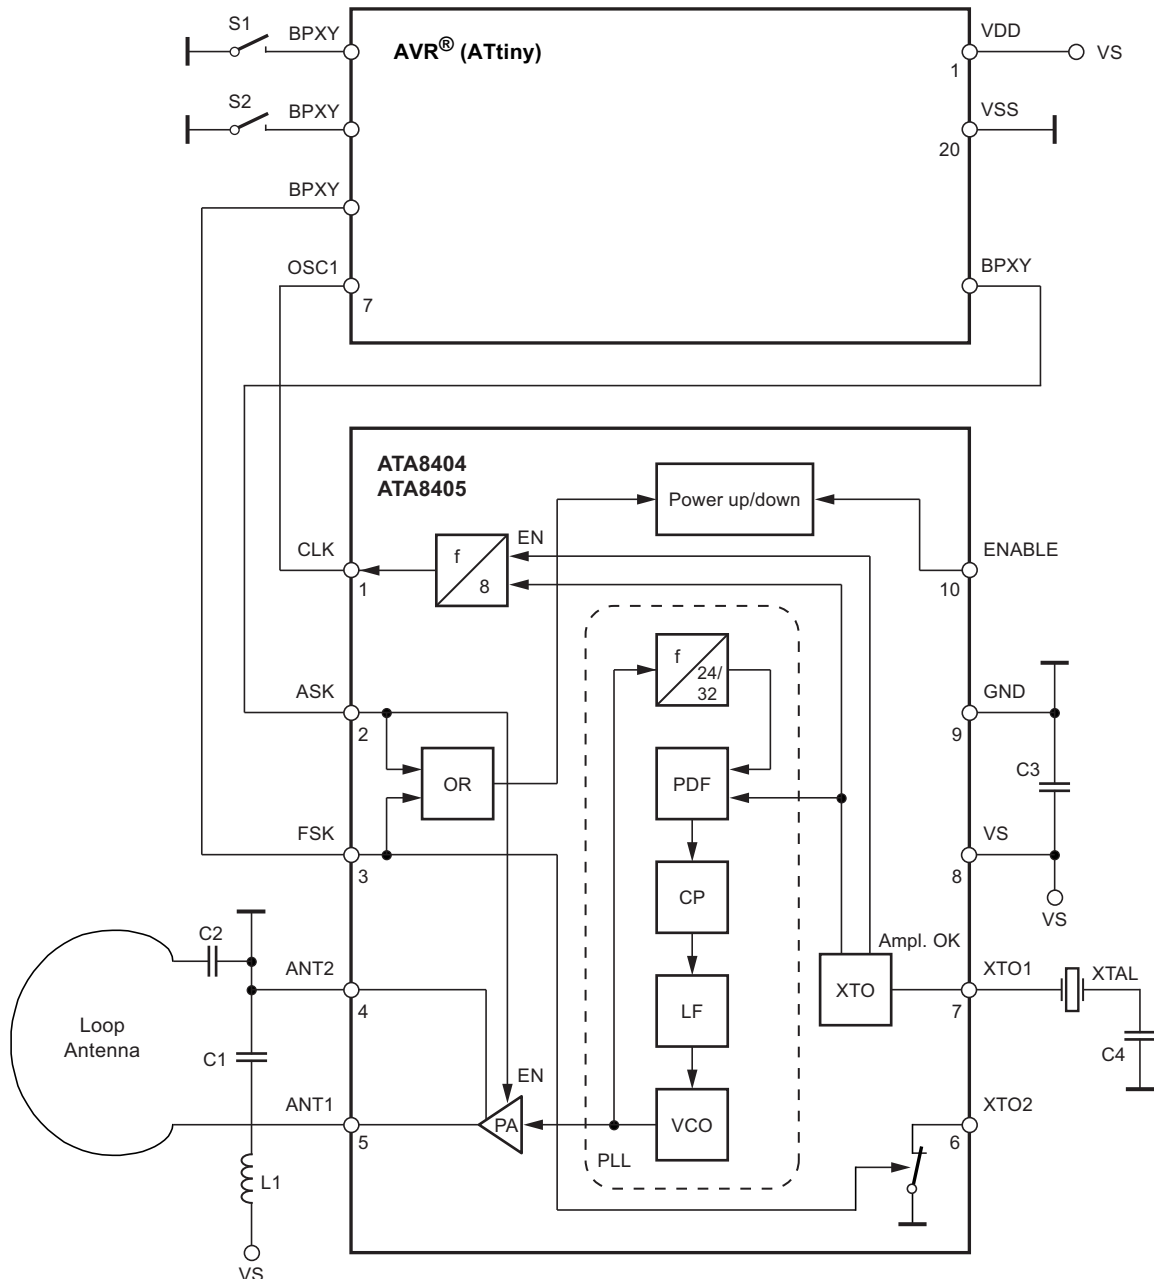 S1
BPXY
AVR® (ATtiny)
VDD
1
VS
S2
BPXY
VSS
20
BPXY
OSC1
7
BPXY
ATA8404
ATA8405
Power up/down
CLK
1
f
8
EN
ENABLE
10
f
24/
32
ASK
2
GND
9
OR
PDF
C3
FSK
3
VS
8
CP
VS
C2
ANT2
4
Ampl. OK
XTO
XTO1
7
XTAL
Loop
Antenna
LF
C1
C4
EN
ANT1
5
PA
VCO
XTO2
6
PLL
L1
VS